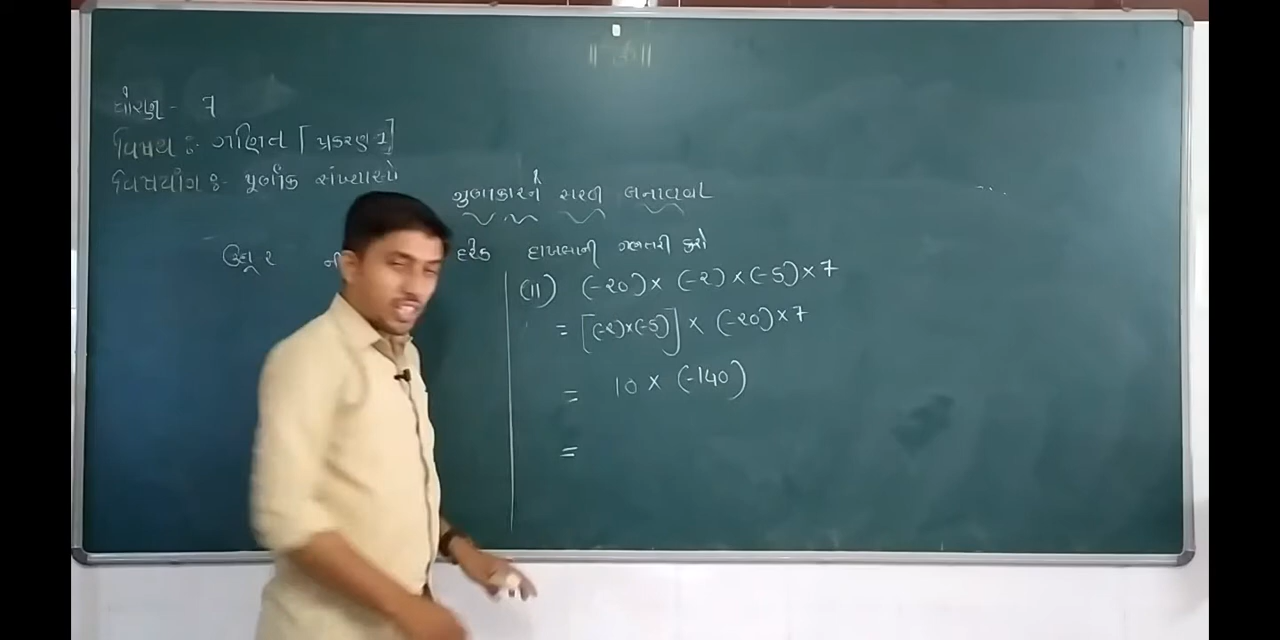 ધોરણ - 7
વિષય : ગણિત [ પ્રકરણ-1 ]
વિષયાંગ : પૂર્ણાંક સંખ્યાઓ
ગુણાકારને સરળ બનાવવા
દરેક દાખલાની ગણતરી કરો
(II) (-20) × (-2) × (-5) × 7
= [(-2)×(-5)] × (-20) × 7
= 10 × (-140)
=